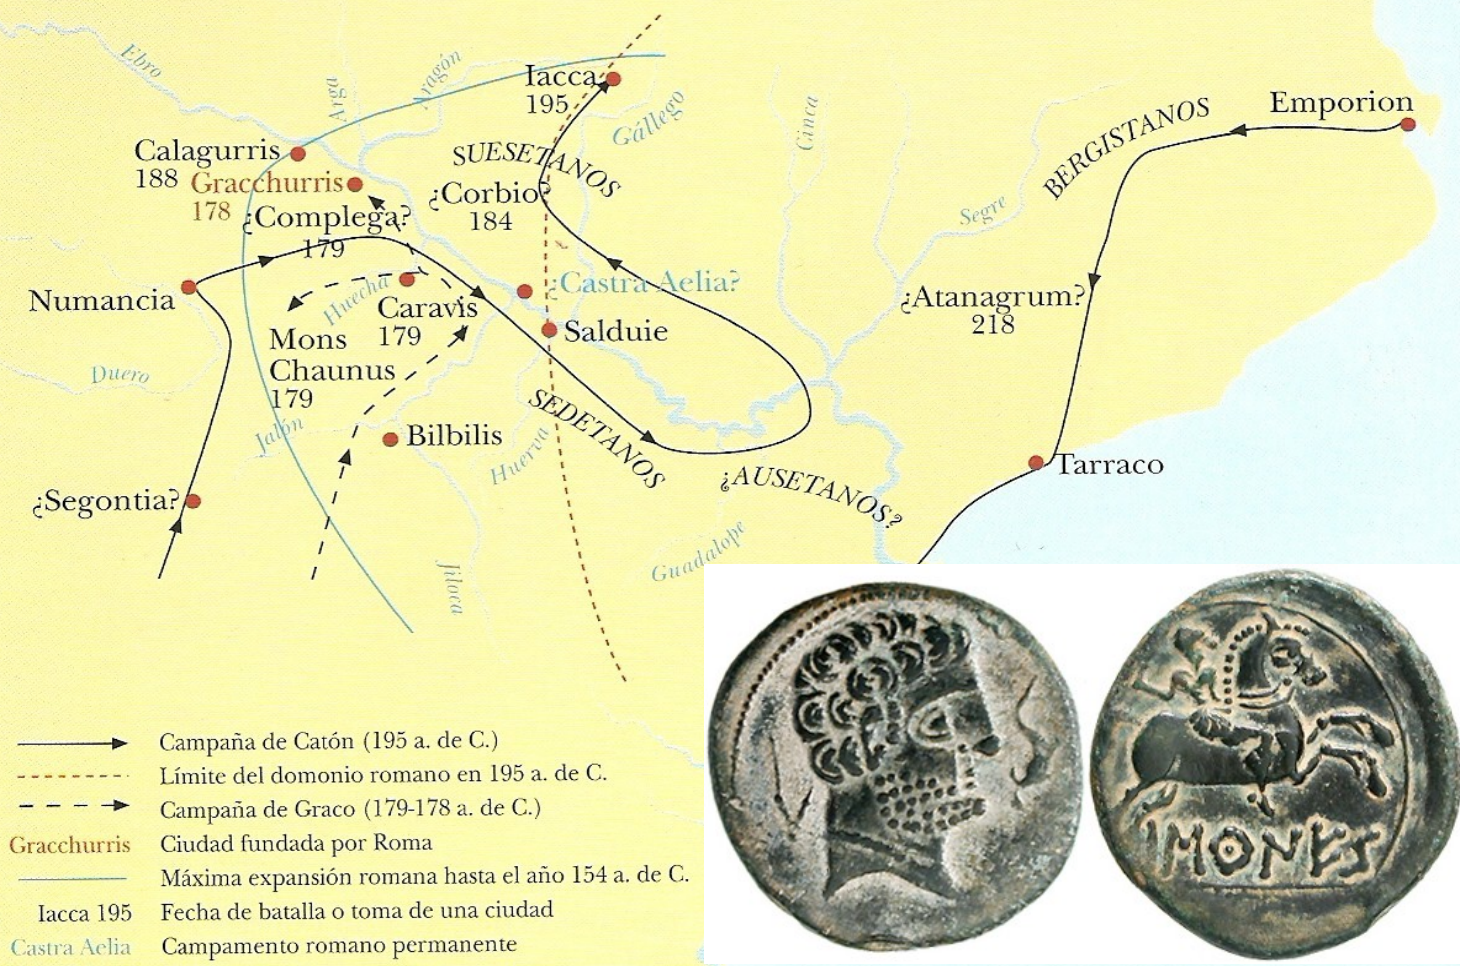 Ebro
Arga
Aragón
Iacca
195
Gállego
Cinca
BERGISTANOS
Emporion
Calagurris
188
Gracchurris
178
SUESETANOS
¿Corbio?
184
¿Complega?
179
Segre
Numancia
Huecha
Caravis
179
¿Castra Aelia?
¿Atanagrum?
218
Mons
Chaunus
179
Salduie
Duero
Jalón
Bilbilis
SEDETANOS
Huerva
¿AUSETANOS?
Tarraco
¿Segontia?
Jiloca
Guadalope
Campaña de Catón (195 a. de C.)
Límite del domonio romano en 195 a. de C.
Campaña de Graco (179-178 a. de C.)
Gracchurris Ciudad fundada por Roma
Máxima expansión romana hasta el año 154 a. de C.
Iacca 195 Fecha de batalla o toma de una ciudad
Castra Aelia Campamento romano permanente